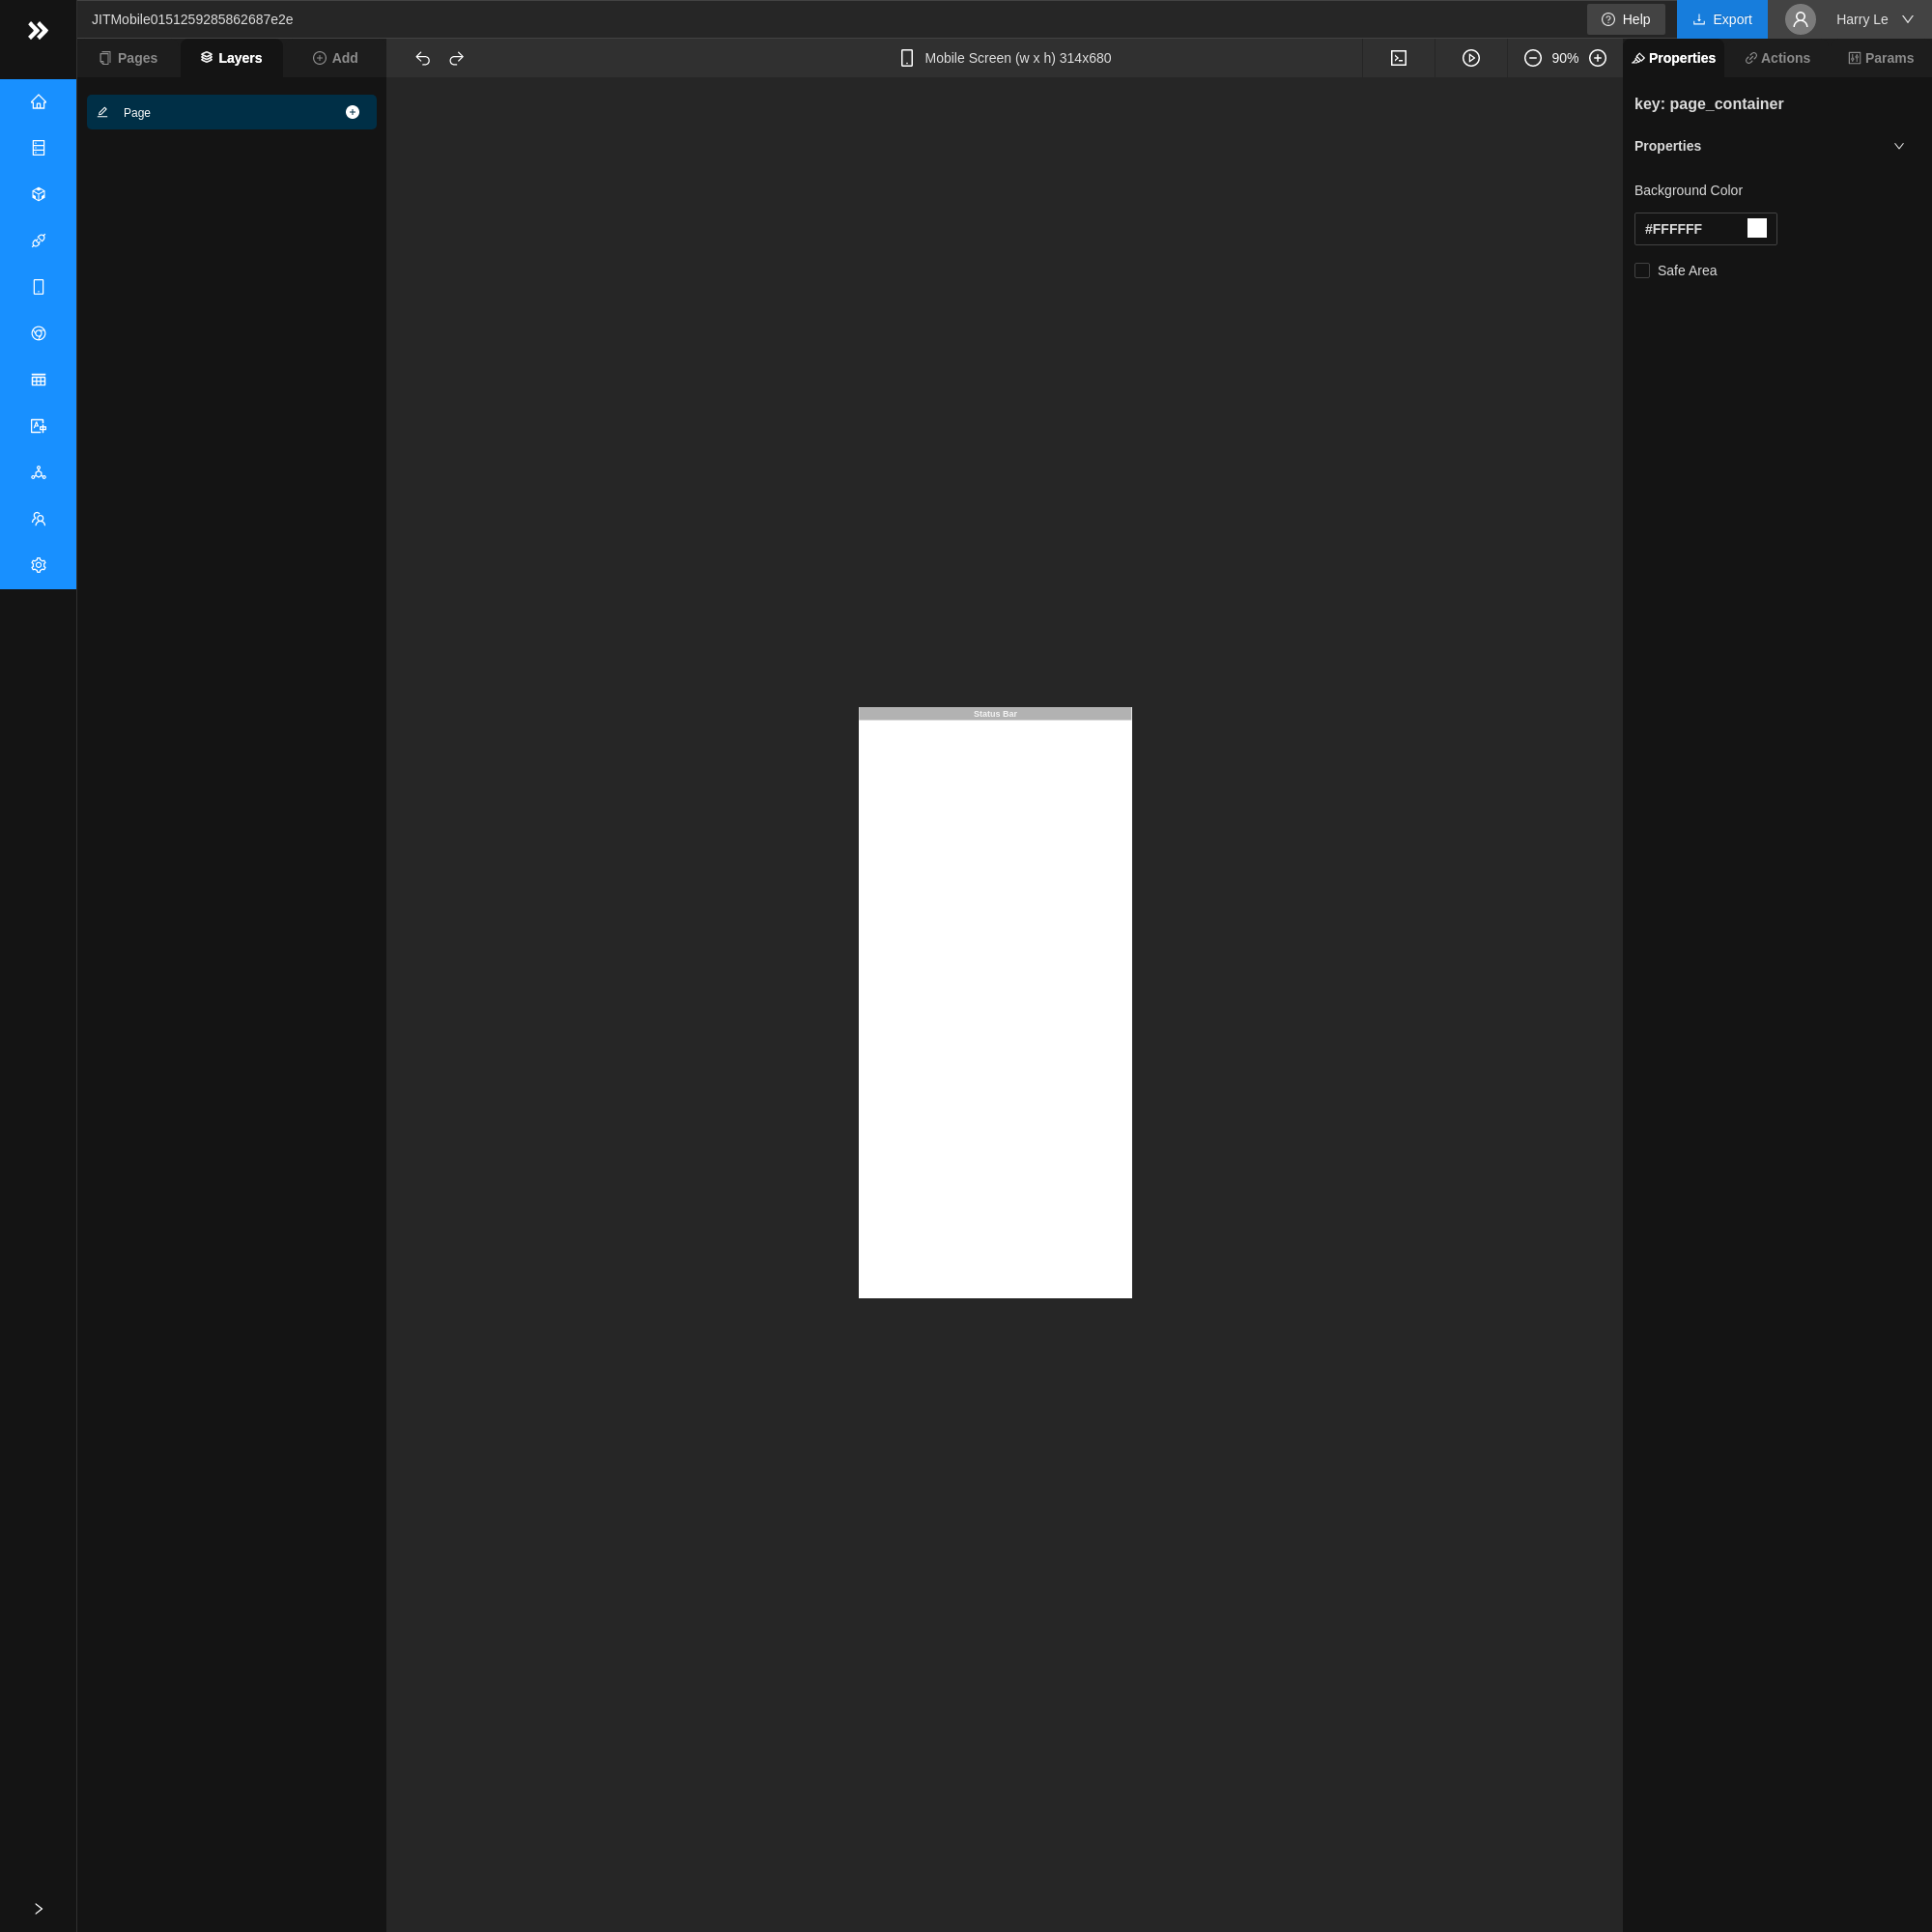 JITMobile0151259285862687e2e
Help
Export
Harry Le
Pages
Layers
Add
Mobile Screen (w x h) 314x680
90%
Properties
Actions
Params
Page
key: page_container
Properties
Background Color
#FFFFFF
Safe Area
Status Bar